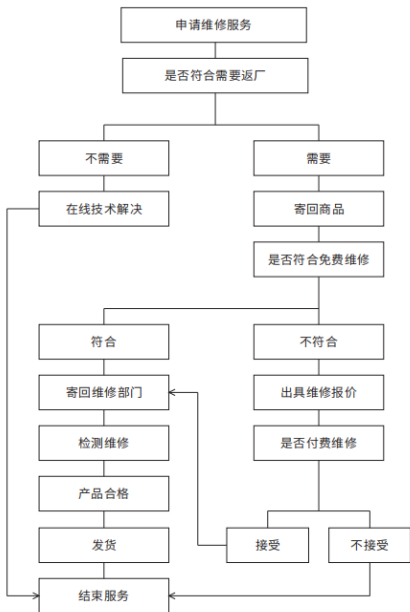 申请维修服务
是否符合需要返厂
不需要
需要
在线技术解决
寄回商品
是否符合免费维修
符合
不符合
寄回维修部门
出具维修报价
检测维修
是否付费维修
产品合格
发货
接受
不接受
结束服务